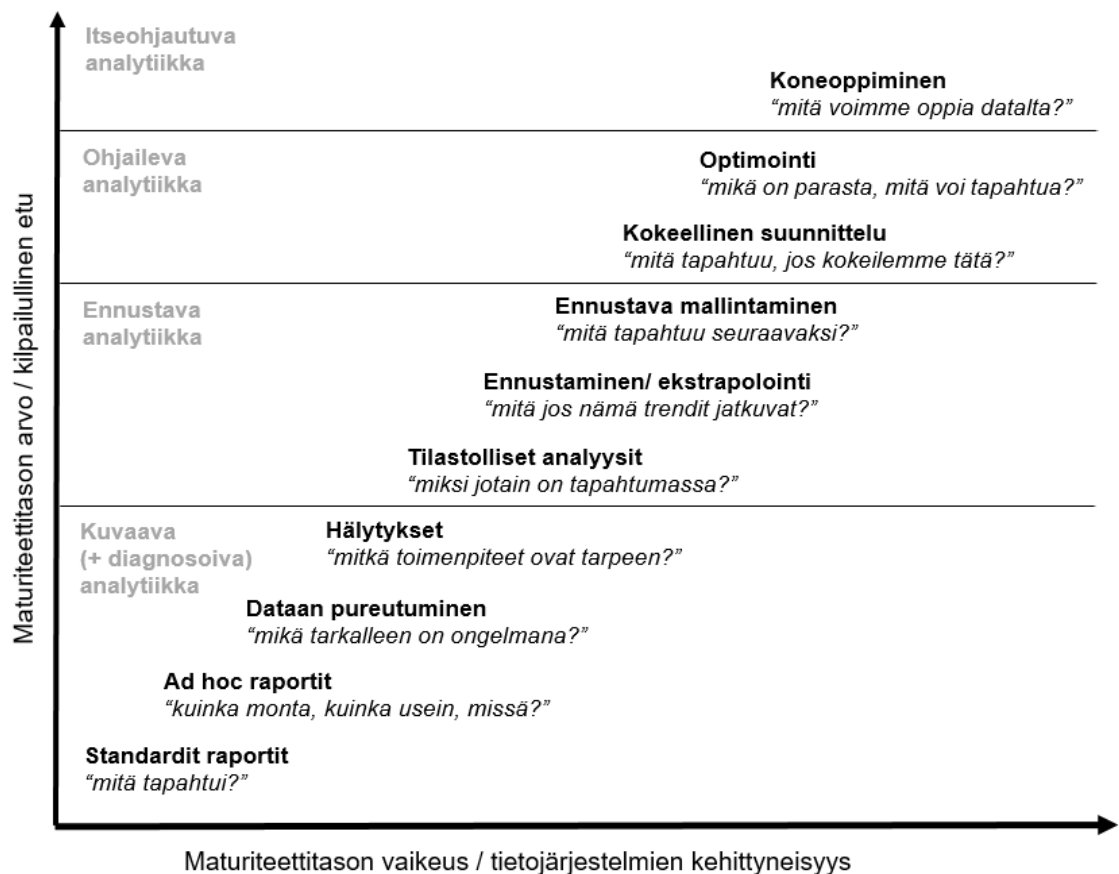 Itseohjautuva
analytiikka
Koneoppiminen
“mitä voimme oppia datalta?”
Ohjaileva
analytiikka
Optimointi
“mikä on parasta, mitä voi tapahtua?”
Kokeellinen suunnittelu
“mitä tapahtuu, jos kokeilemme tätä?”
Ennustava
analytiikka
Ennustava mallintaminen
“mitä tapahtuu seuraavaksi?”
Ennustaminen/ ekstrapolointi
“mitä jos nämä trendit jatkuvat?”
Tilastolliset analyysit
“miksi jotain on tapahtumassa?”
Kuvaava
(+ diagnosoiva)
analytiikka
Hälytykset
“mitkä toimenpiteet ovat tarpeen?”
Dataan pureutuminen
“mikä tarkalleen on ongelmana?”
Ad hoc raportit
“kuinka monta, kuinka usein, missä?”
Standardit raportit
“mitä tapahtui?”
Maturiteettitason arvo / kilpailullinen etu
Maturiteettitason vaikeus / tietojärjestelmien kehittyneisyys